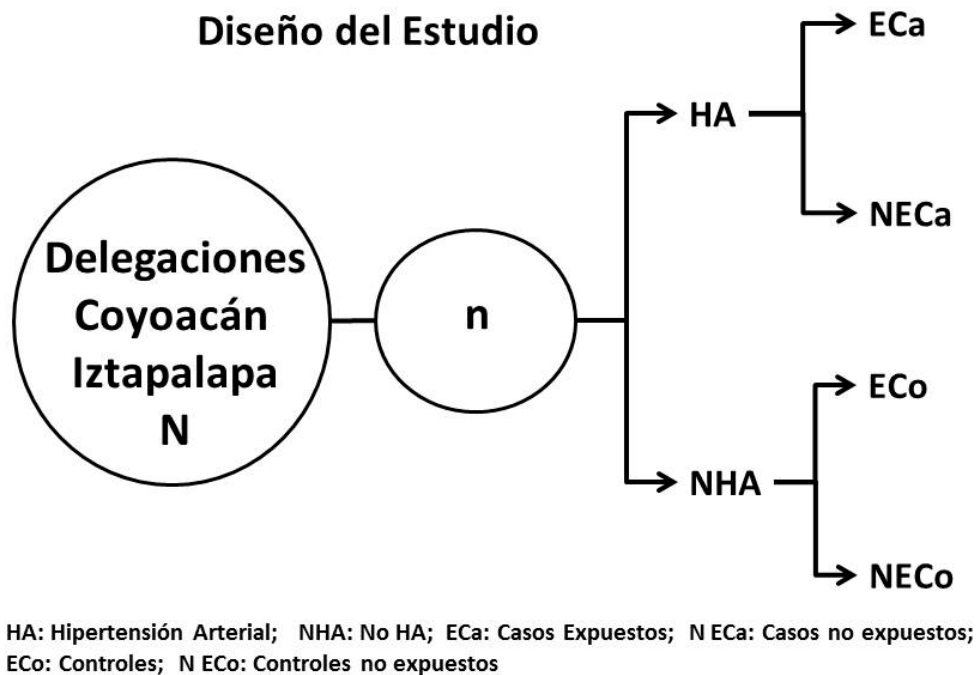 Diseño del Estudio
Delegaciones
Coyoacán
Iztapalapa
N
n
HA
ECa
NECa
NHA
ECo
NECo
HA: Hipertensión Arterial; NHA: No HA; ECa: Casos Expuestos; N ECa: Casos no expuestos;
ECo: Controles; N ECo: Controles no expuestos